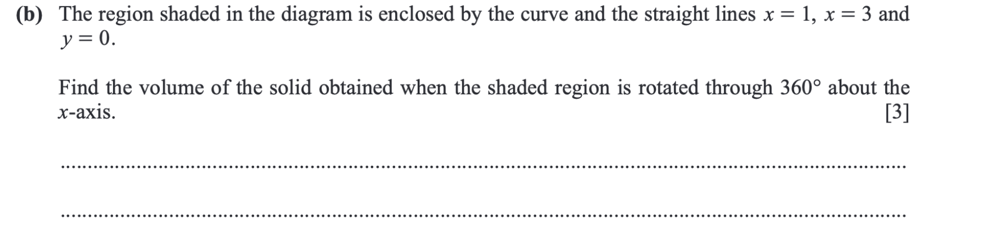 (b) The region shaded in the diagram is enclosed by the curve and the straight lines x = 1, x = 3 and
y = 0.
Find the volume of the solid obtained when the shaded region is rotated through 360° about the
x-axis. [3]